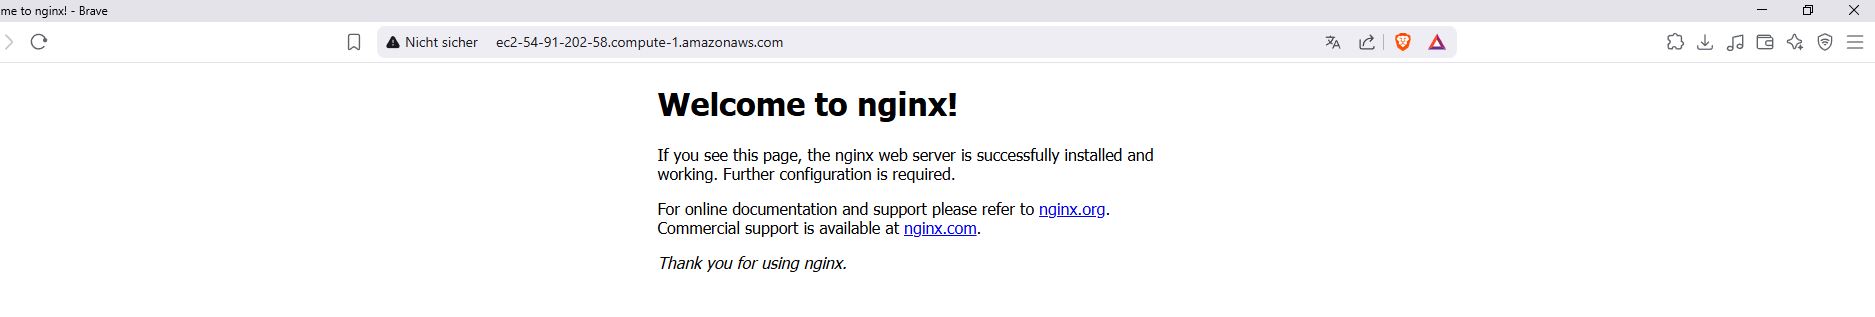 me to nginx! - Brave
Nicht sicher ec2-54-91-202-58.compute-1.amazonaws.com
Welcome to nginx!
If you see this page, the nginx web server is successfully installed and
working. Further configuration is required.
For online documentation and support please refer to nginx.org.
Commercial support is available at nginx.com.
Thank you for using nginx.